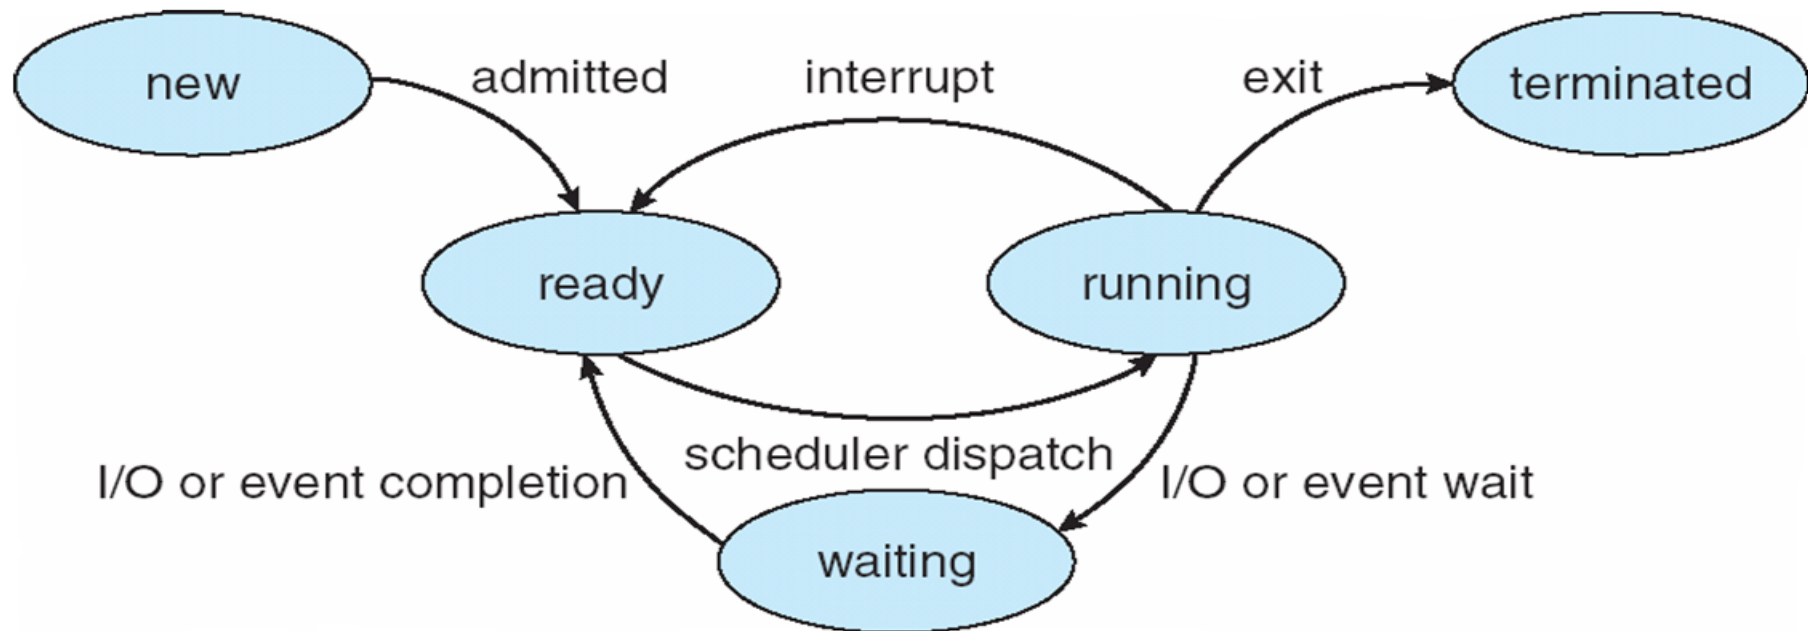 new
admitted
interrupt
exit
terminated
ready
running
scheduler dispatch
I/O or event completion
I/O or event wait
waiting